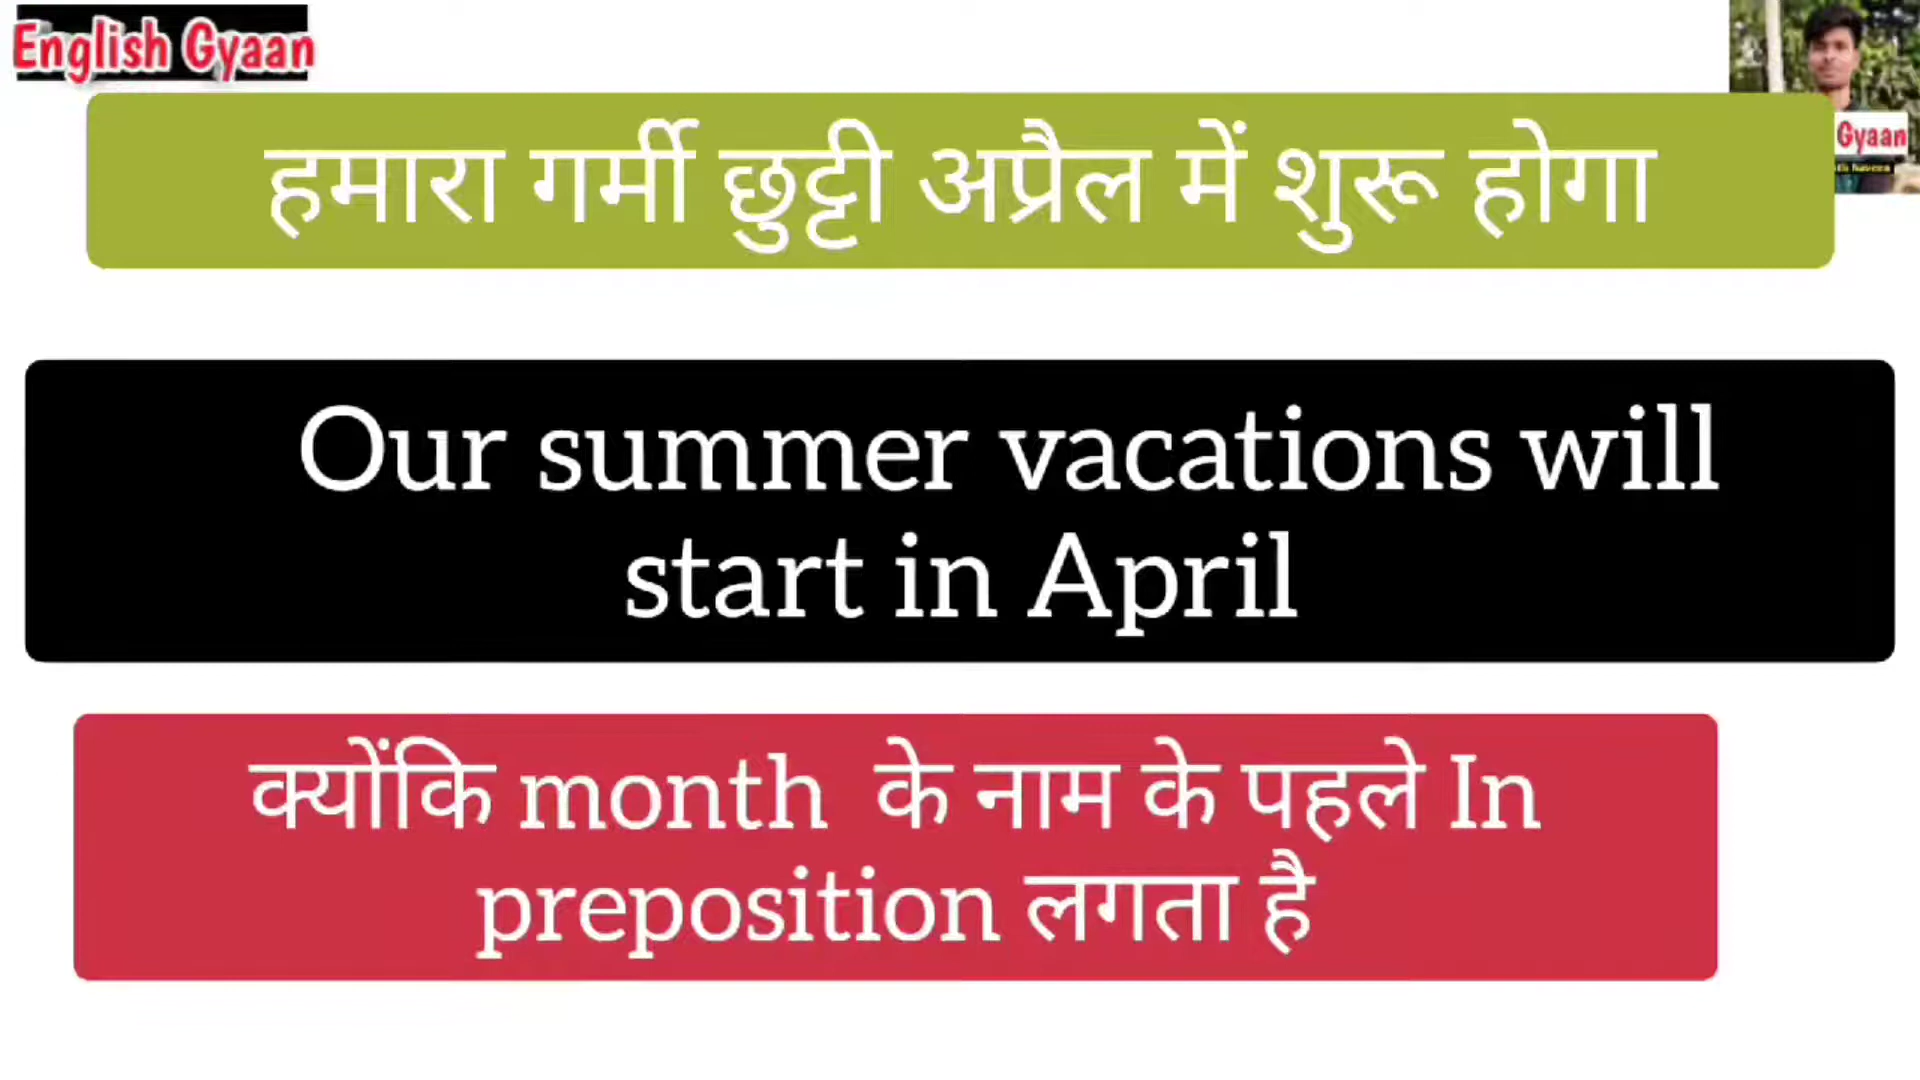 English Gyaan
Gyaan
हमारा गर्मी छुट्टी अप्रैल में शुरू होगा
Our summer vacations will
start in April
क्योंकि month के नाम के पहले In
preposition लगता है